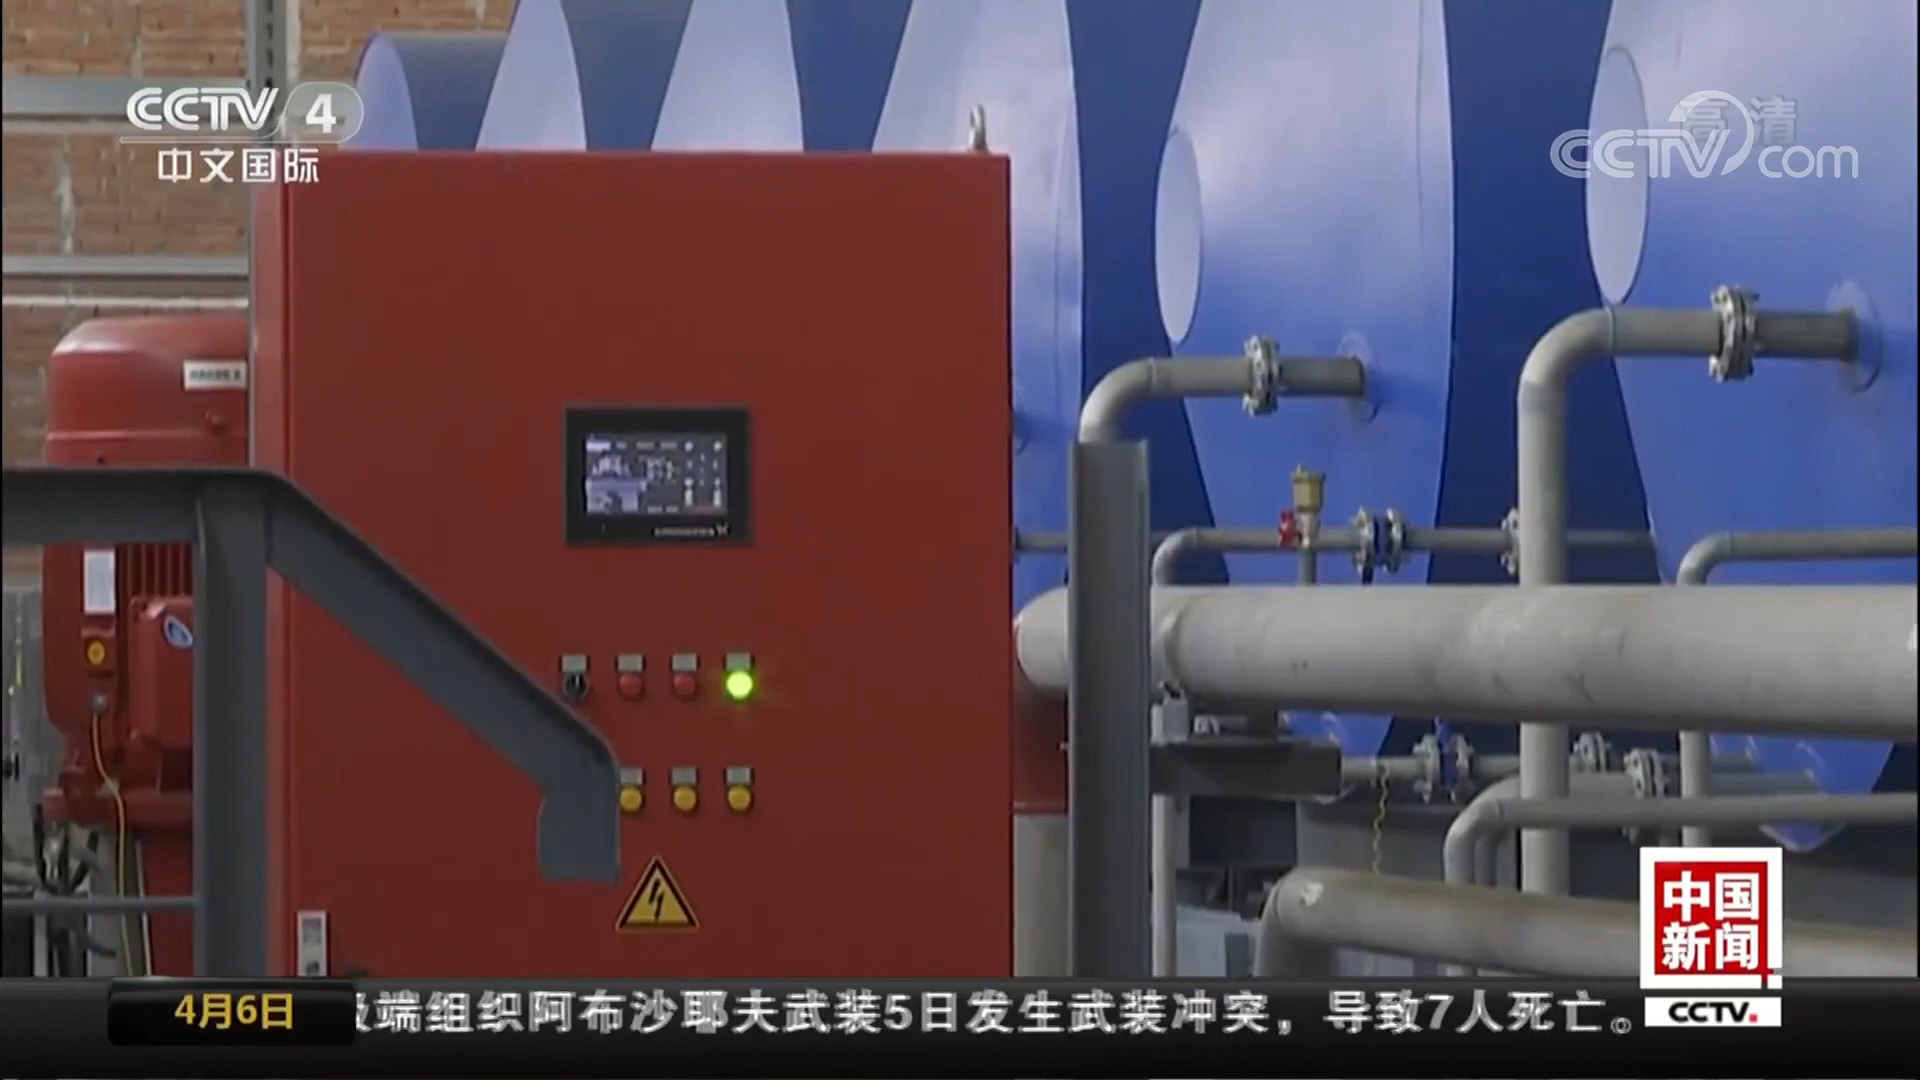 CCTV 4
中文国际
高清
CCTV.com
中国
新闻
CCTV.
4月6日
极端组织阿布沙耶夫武装5日发生武装冲突，导致7人死亡。